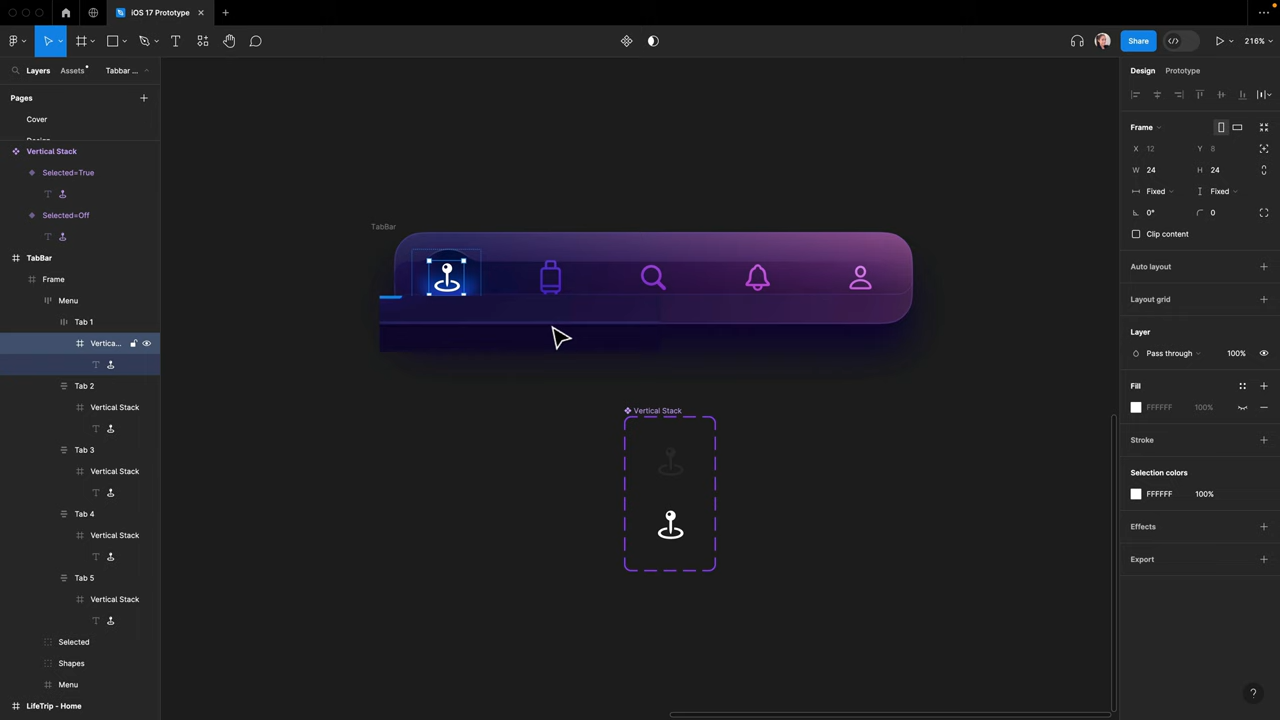 iOS 17 Prototype
Share
216%
Layers
Assets
Tabbar ...
Design
Prototype
Pages
Cover
Vertical Stack
Selected=True
T
Selected=Off
T
TabBar
Frame
Menu
Tab 1
Vertica...
T
Tab 2
Vertical Stack
T
Tab 3
Vertical Stack
T
Tab 4
Vertical Stack
T
Tab 5
Vertical Stack
T
Selected
Shapes
Menu
LifeTrip - Home
TabBar
Vertical Stack
Frame
X 12
Y 8
W 24
H 24
Fixed
Fixed
0°
0
Clip content
Auto layout
Layout grid
Layer
Pass through
100%
Fill
FFFFFF
100%
Stroke
Selection colors
FFFFFF
100%
Effects
Export
?